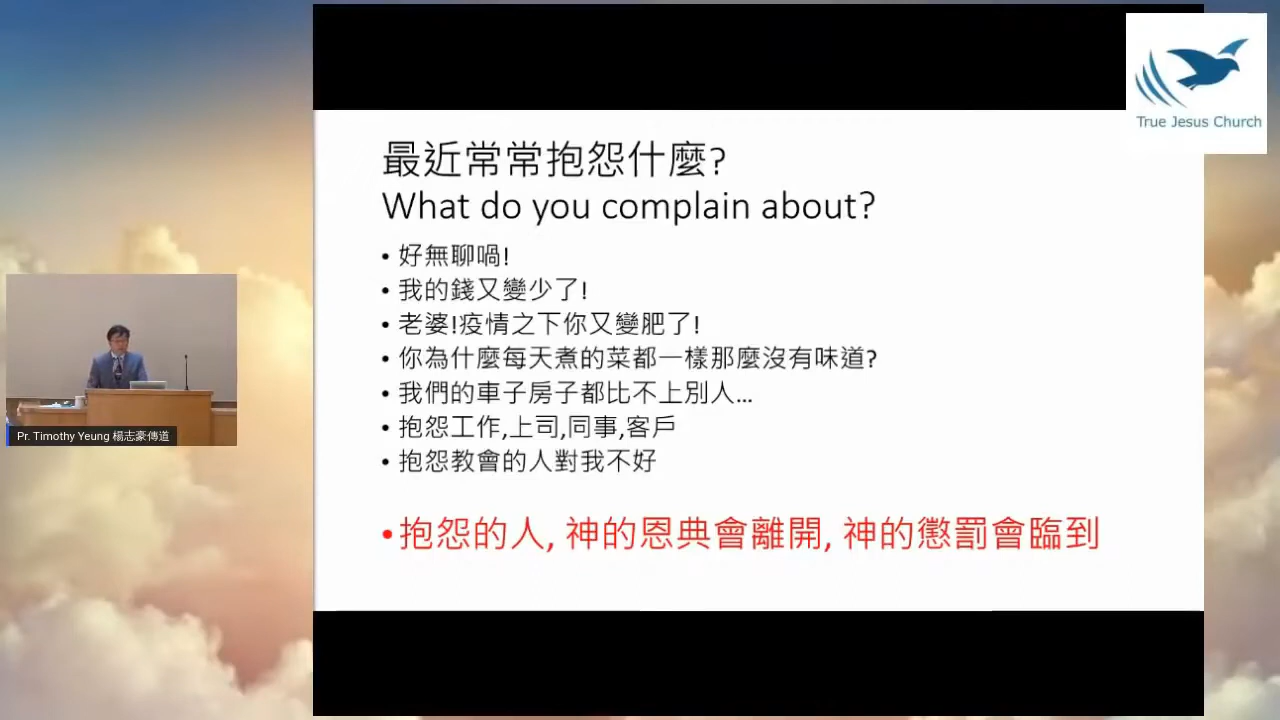 True Jesus Church
最近常常抱怨什麼?
What do you complain about?
• 好無聊喎!
• 我的錢又變少了!
• 老婆!疫情之下你又變肥了!
• 你為什麼每天煮的菜都一樣那麼沒有味道?
• 我們的車子房子都比不上別人...
• 抱怨工作,上司,同事,客戶
• 抱怨教會的人對我不好
•抱怨的人, 神的恩典會離開, 神的懲罰會臨到
Pr. Timothy Yeung 楊志豪傳道